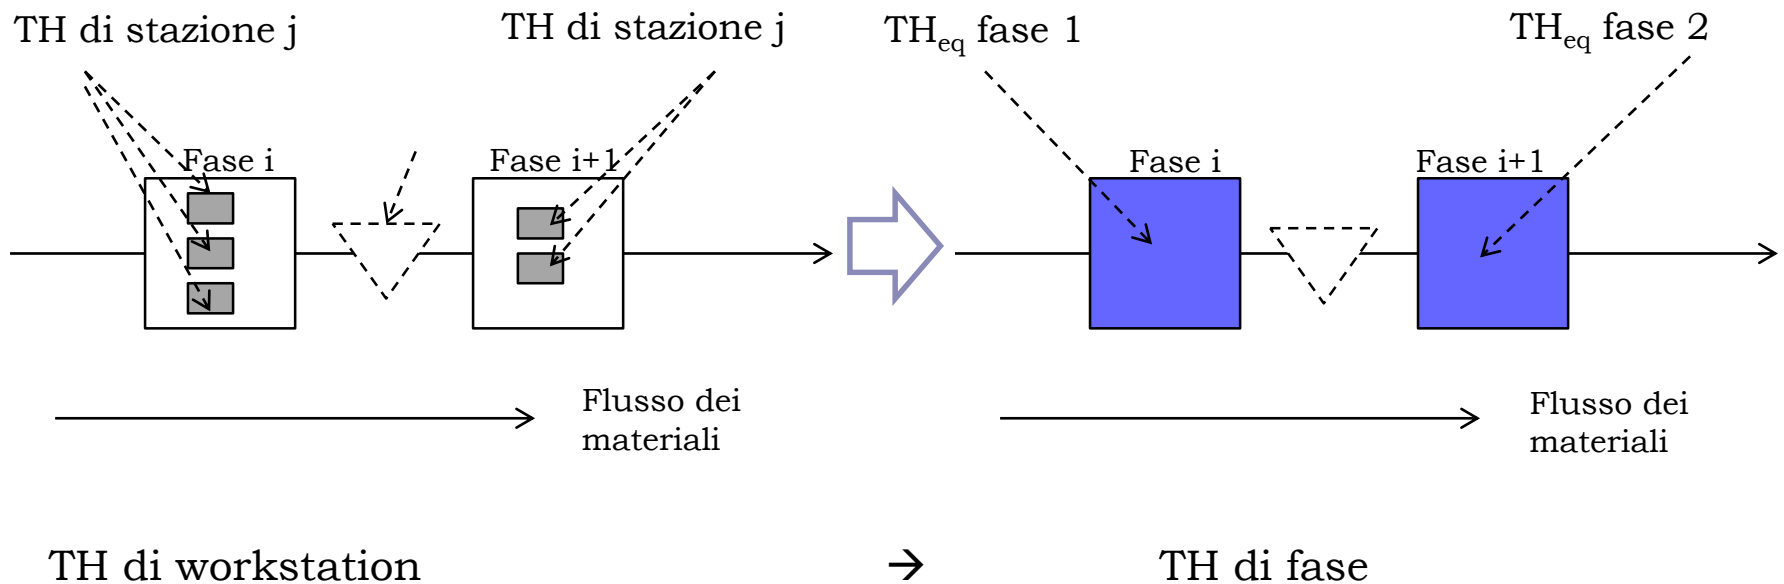 TH di stazione j
TH di stazione j
THeq fase 1
THeq fase 2
Fase i
Fase i+1
Fase i
Fase i+1
Flusso dei
materiali
Flusso dei
materiali
TH di workstation → TH di fase